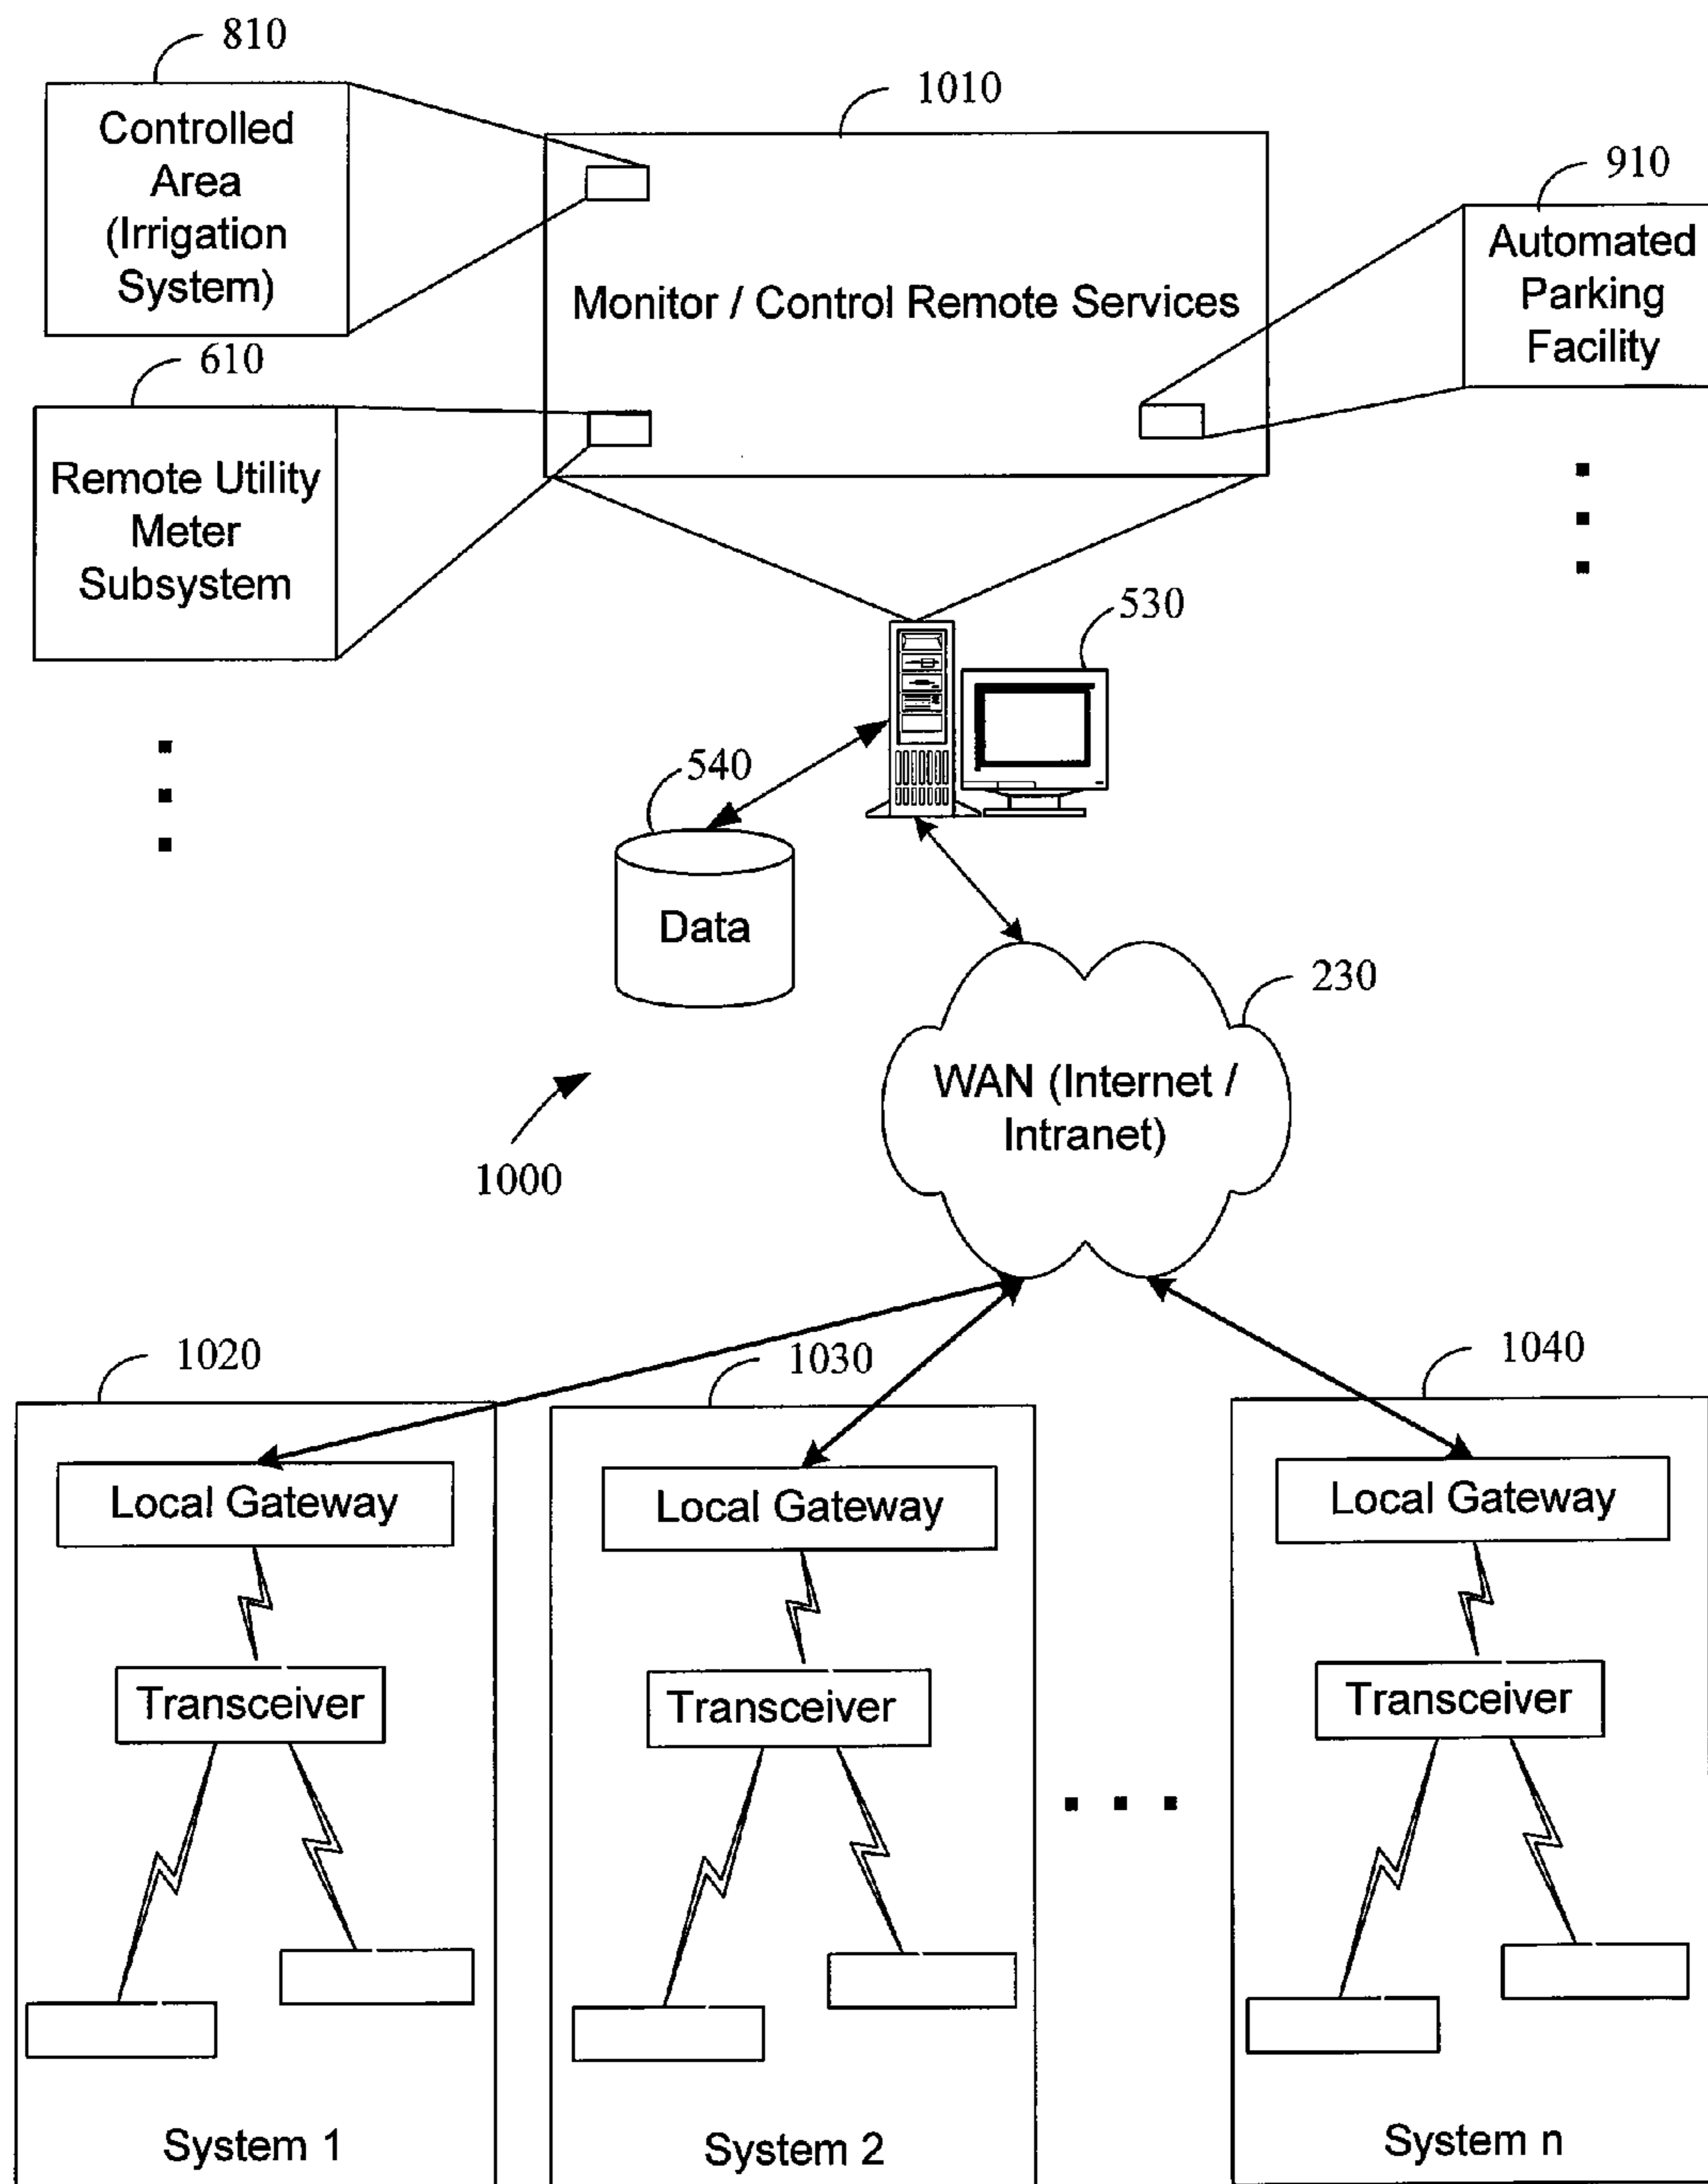 810
Controlled
Area
(Irrigation
System)
1010
Monitor / Control Remote Services
910
Automated
Parking
Facility
610
Remote Utility
Meter
Subsystem
530
540
Data
230
WAN (Internet /
Intranet)
1000
1020
Local Gateway
Transceiver
System 1
1030
Local Gateway
Transceiver
System 2
1040
Local Gateway
Transceiver
System n